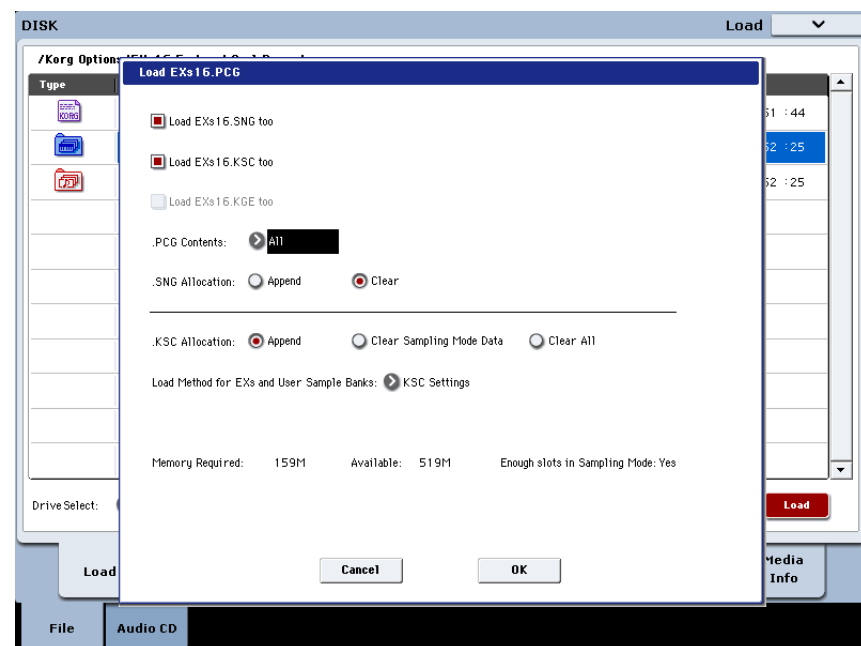 DISK
Load
/Korg Option
Load EXs16.PCG
Type
KORG
Load EXs16.SNG too
51 :44
Load EXs16.KSC too
52 :25
52 :25
Load EXs16.KGE too
.PCG Contents: All
.SNG Allocation: Append Clear
.KSC Allocation: Append Clear Sampling Mode Data Clear All
Load Method for EXs and User Sample Banks: KSC Settings
Memory Required: 159M Available: 519M Enough slots in Sampling Mode: Yes
Drive Select:
Load
Cancel OK
Load
Media
Info
File Audio CD